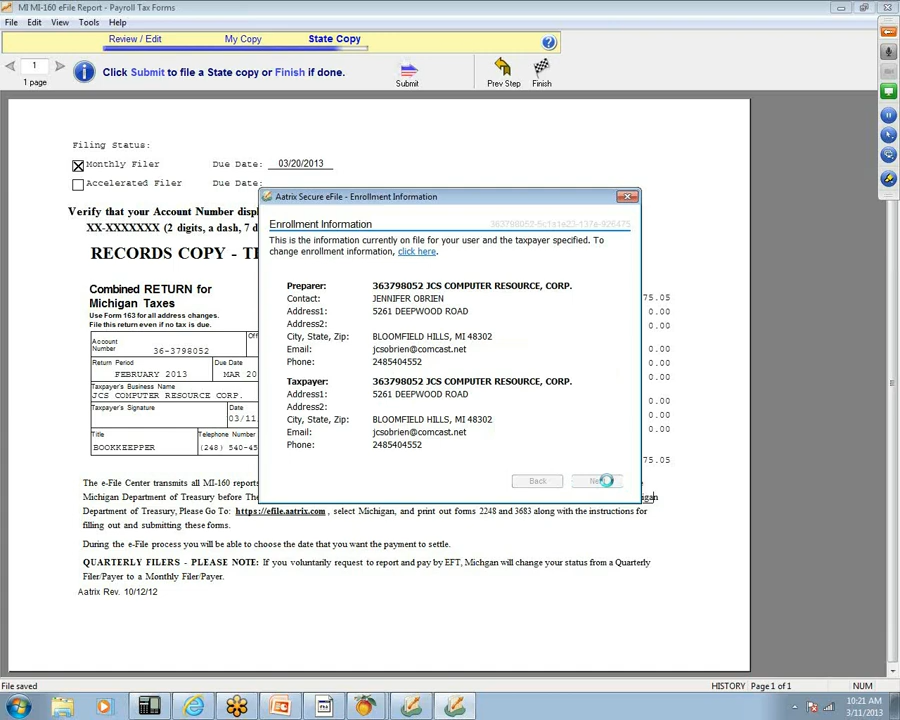 MI MI-160 eFile Report - Payroll Tax Forms
File Edit View Tools Help
Review / Edit My Copy State Copy
1
1 page
Click Submit to file a State copy or Finish if done.
Submit
Prev Step
Finish
Filing Status:
Monthly Filer Due Date: 03/20/2013
Accelerated Filer Due Date:
Verify that your Account Number
XX-XXXXXXX (2 digits, a dash, 7
RECORDS COPY -
Combined RETURN for
Michigan Taxes
Use Form 163 for all address changes.
File this return even if no tax is due.
Account
Number
36-3798052
Return Period
FEBRUARY 2013
Due Date
MAR 20
Taxpayer's Business Name
JCS COMPUTER RESOURCE CORP.
Taxpayer's Signature
Date
03/11
Title
BOOKKEEPER
Telephone Number
(248) 540-45
75.05
0.00
0.00
0.00
0.00
0.00
0.00
0.00
75.05
Aatrix Secure eFile - Enrollment Information
Enrollment Information
This is the information currently on file for your user and the taxpayer specified. To
change enrollment information, click here.
Preparer: 363798052 JCS COMPUTER RESOURCE, CORP.
Contact: JENNIFER OBRIEN
Address1: 5261 DEEPWOOD ROAD
Address2:
City, State, Zip: BLOOMFIELD HILLS, MI 48302
Email: jcsobrien@comcast.net
Phone: 2485404552
Taxpayer: 363798052 JCS COMPUTER RESOURCE, CORP.
Address1: 5261 DEEPWOOD ROAD
Address2:
City, State, Zip: BLOOMFIELD HILLS, MI 48302
Email: jcsobrien@comcast.net
Phone: 2485404552
Back
The e-File Center transmits all MI-160 reports
Michigan Department of Treasury before
Department of Treasury, Please Go To: https://efile.aatrix.com , select Michigan, and print out forms 2248 and 3683 along with the instructions for
filling out and submitting these forms.
During the e-File process you will be able to choose the date that you want the payment to settle.
QUARTERLY FILERS - PLEASE NOTE: If you voluntarily request to report and pay by EFT, Michgan will change your status from a Quarterly
Filer/Payer to a Monthly Filer/Payer.
Aatrix Rev. 10/12/12
File saved
HISTORY Page 1 of 1 NUM
10:21 AM
3/11/2013